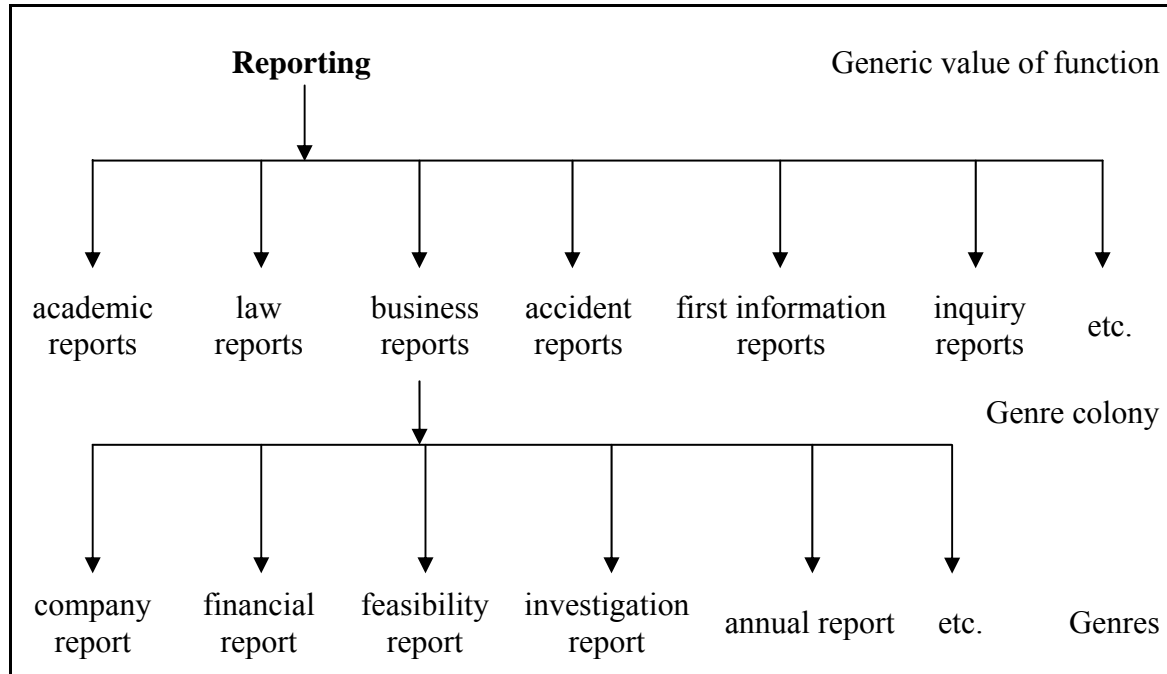 Reporting
Generic value of function
academic
reports
law
reports
business
reports
accident
reports
first information
reports
inquiry
reports
etc.
Genre colony
company
report
financial
report
feasibility
report
investigation
report
annual report
etc.
Genres